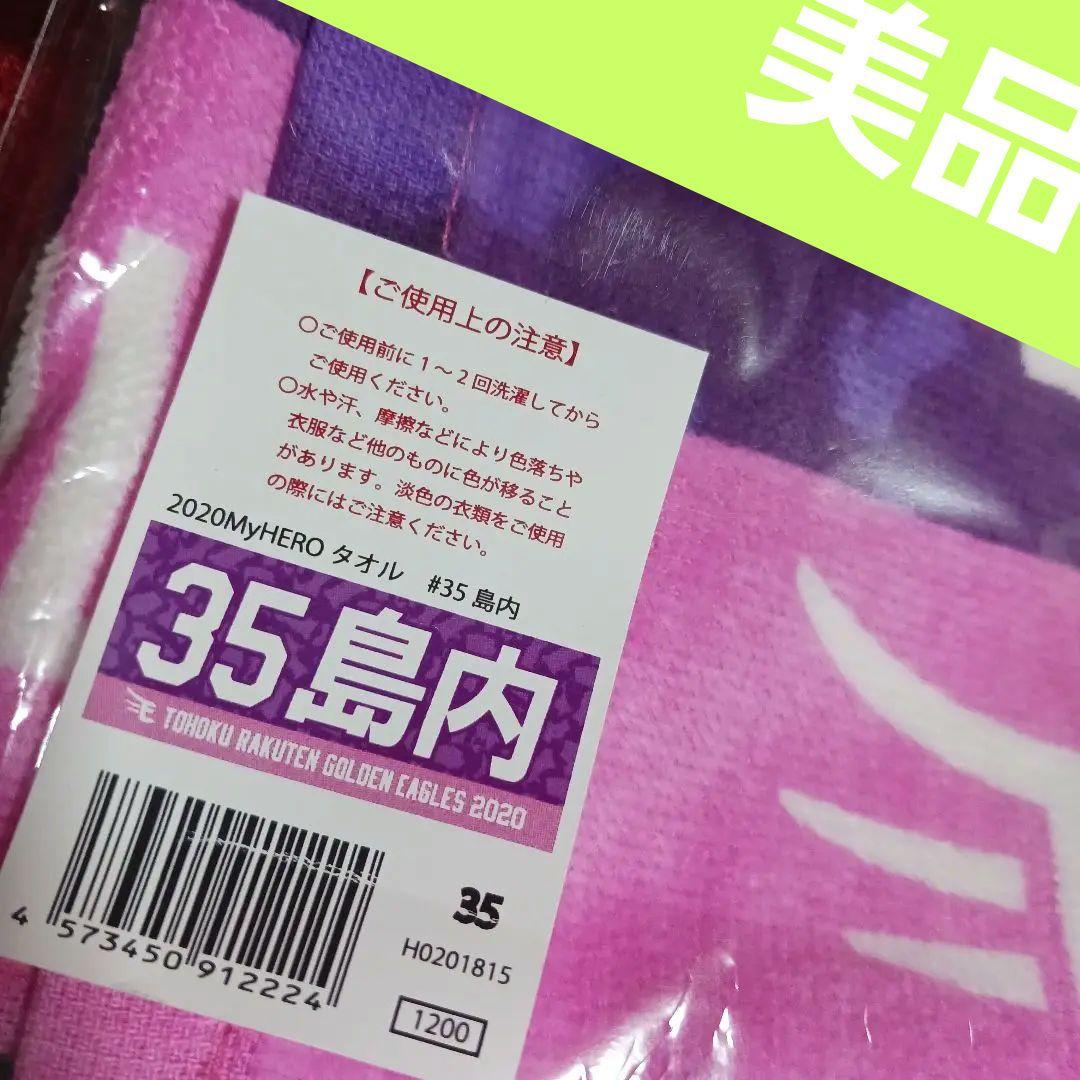 美品
【ご使用上の注意】
○ご使用前に1～2回洗濯してから
ご使用ください。
○水や汗、摩擦などにより色落ちや
衣服など他のものに色が移ること
があります。淡色の衣類をご使用
の際にはご注意ください。
2020MyHERO タオル #35 島内
35島内
TOHOKU RAKUTEN GOLDEN EAGLES 2020
35
H0201815
4 573450 912224
1200